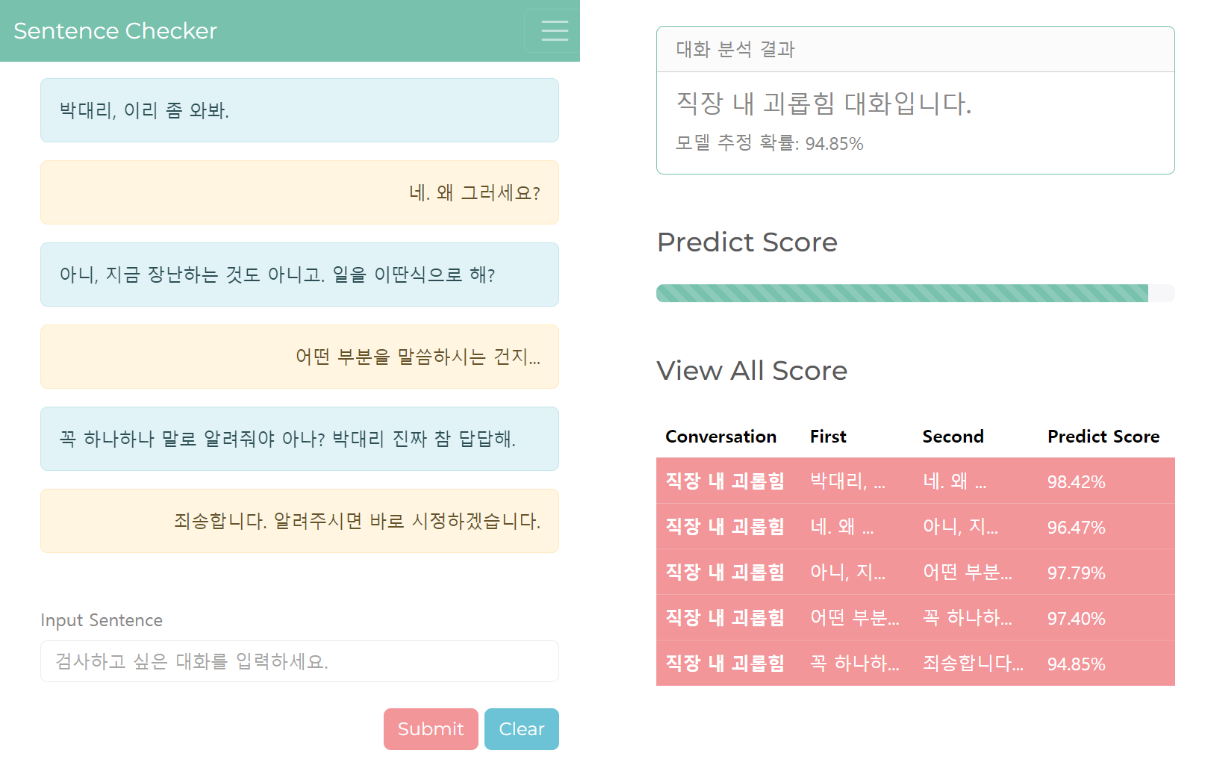 Sentence Checker
박대리, 이리 좀 와봐.
네. 왜 그러세요?
아니, 지금 장난하는 것도 아니고. 일을 이딴식으로 해?
어떤 부분을 말씀하시는 건지...
꼭 하나하나 말로 알려줘야 아나? 박대리 진짜 참 답답해.
죄송합니다. 알려주시면 바로 시정하겠습니다.
Input Sentence
검사하고 싶은 대화를 입력하세요.
Submit Clear
대화 분석 결과
직장 내 괴롭힘 대화입니다.
모델 추정 확률: 94.85%
Predict Score
View All Score
Conversation First Second Predict Score
직장 내 괴롭힘 박대리, ... 네. 왜 ... 98.42%
직장 내 괴롭힘 네. 왜 ... 아니, 지... 96.47%
직장 내 괴롭힘 아니, 지... 어떤 부분... 97.79%
직장 내 괴롭힘 어떤 부분... 꼭 하나하... 97.40%
직장 내 괴롭힘 꼭 하나하... 죄송합니다... 94.85%